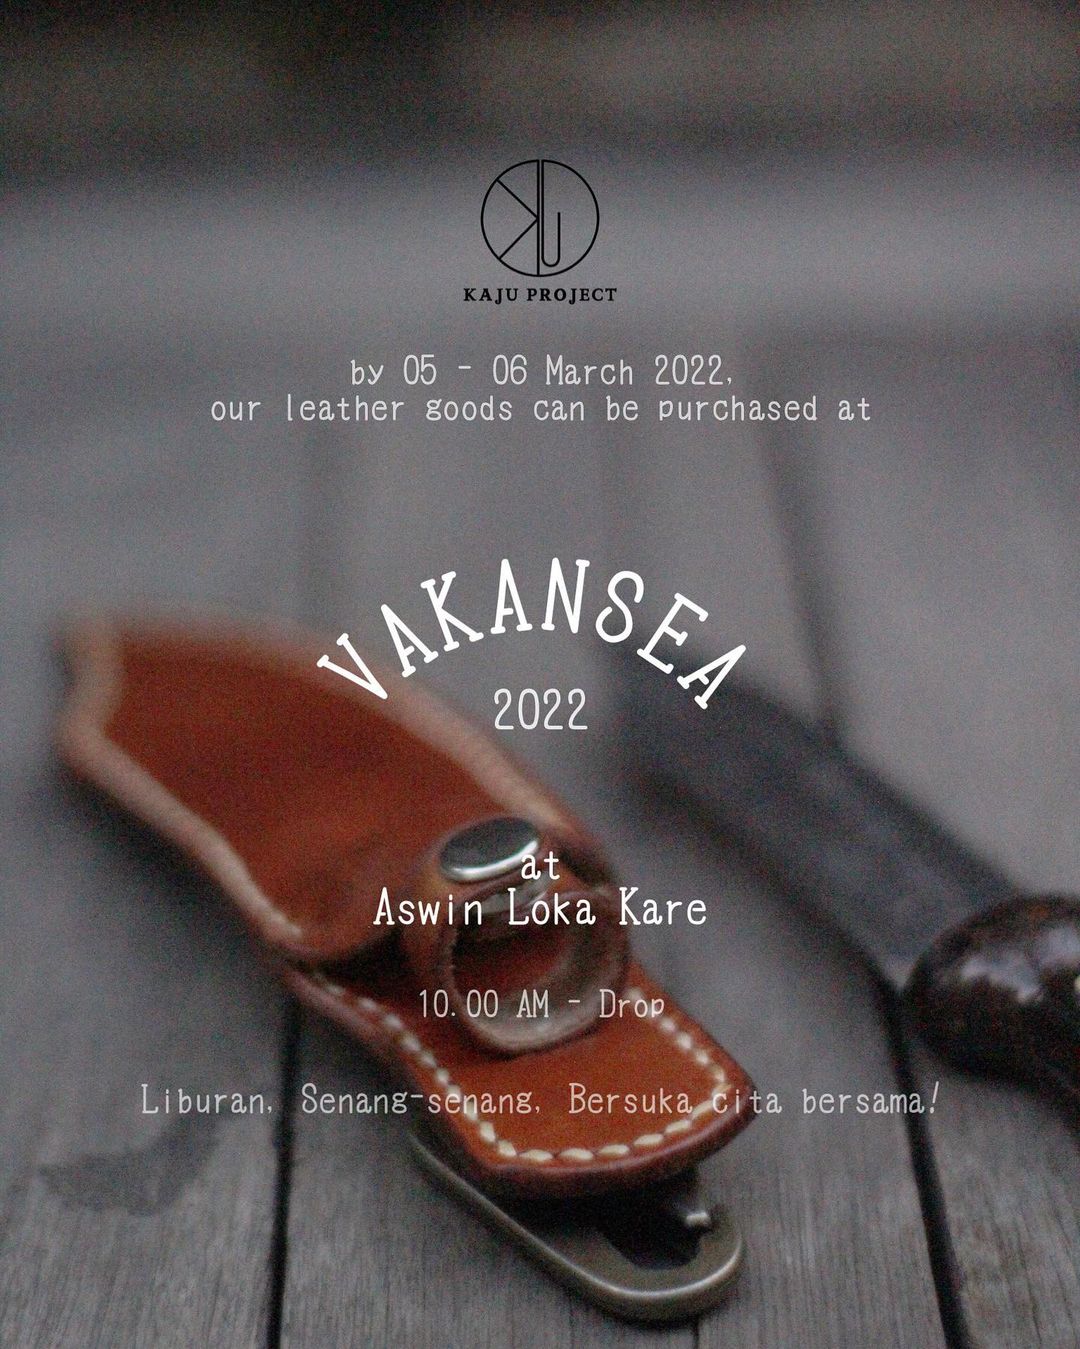 KU
KAJU PROJECT
by 05 - 06 March 2022,
our leather goods can be purchased at
VAKANSEA
2022
at
Aswin Loka Kare
10.00 AM - Drop
Liburan, Senang-senang, Bersuka cita bersama!